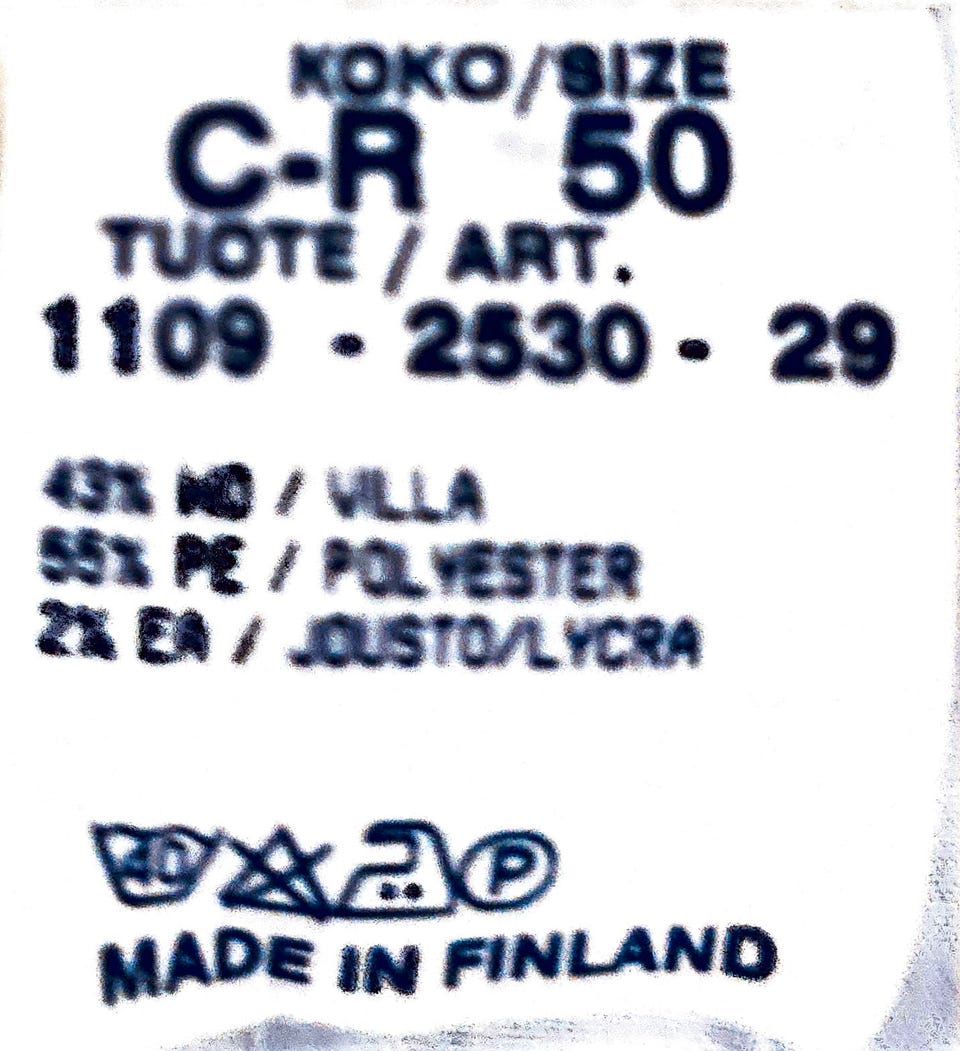 KOKO/SIZE
C-R 50
TUOTE / ART.
1109 - 2530 - 29
43% WO / VILLA
55% PE / POLYESTER
2% EA / JOUSTO/LYCRA
30 P
MADE IN FINLAND